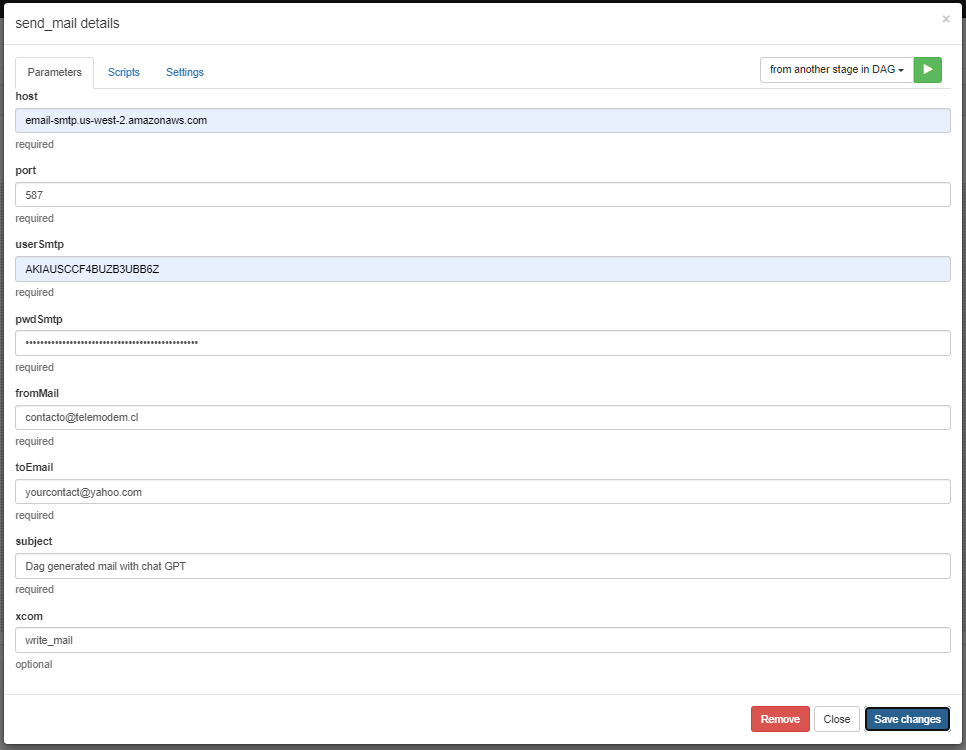 send_mail details
×
Parameters Scripts Settings from another stage in DAG
host
email-smtp.us-west-2.amazonaws.com
required
port
587
required
userSmtp
AKIAUSCCF4BUZB3UBB6Z
required
pwdSmtp
••••••••••••••••••••••••••••••••••••••••••••••
required
fromMail
contacto@telemodem.cl
required
toEmail
yourcontact@yahoo.com
required
subject
Dag generated mail with chat GPT
required
xcom
write_mail
optional
Remove Close Save changes